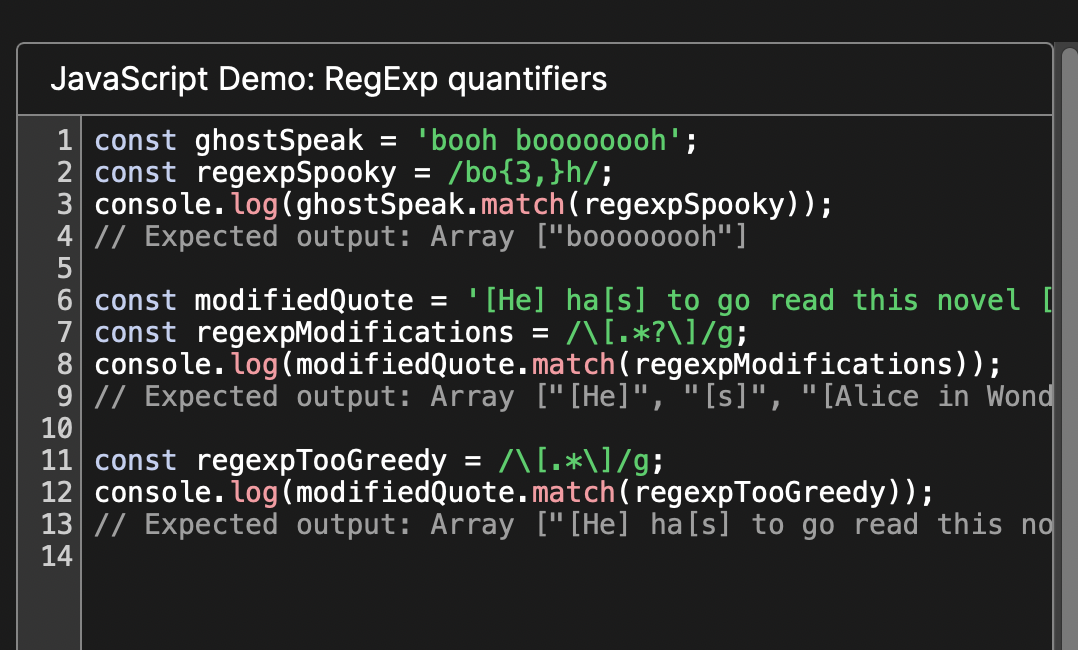 JavaScript Demo: RegExp quantifiers
1 const ghostSpeak = 'booh boooooooh';
2 const regexpSpooky = /bo{3,}h/;
3 console.log(ghostSpeak.match(regexpSpooky));
4 // Expected output: Array ["boooooooh"]
5
6 const modifiedQuote = '[He] ha[s] to go read this novel [
7 const regexpModifications = /\[.*?\]/g;
8 console.log(modifiedQuote.match(regexpModifications));
9 // Expected output: Array ["[He]", "[s]", "[Alice in Wond
10
11 const regexpTooGreedy = /\[.*\]/g;
12 console.log(modifiedQuote.match(regexpTooGreedy));
13 // Expected output: Array ["[He] ha[s] to go read this no
14